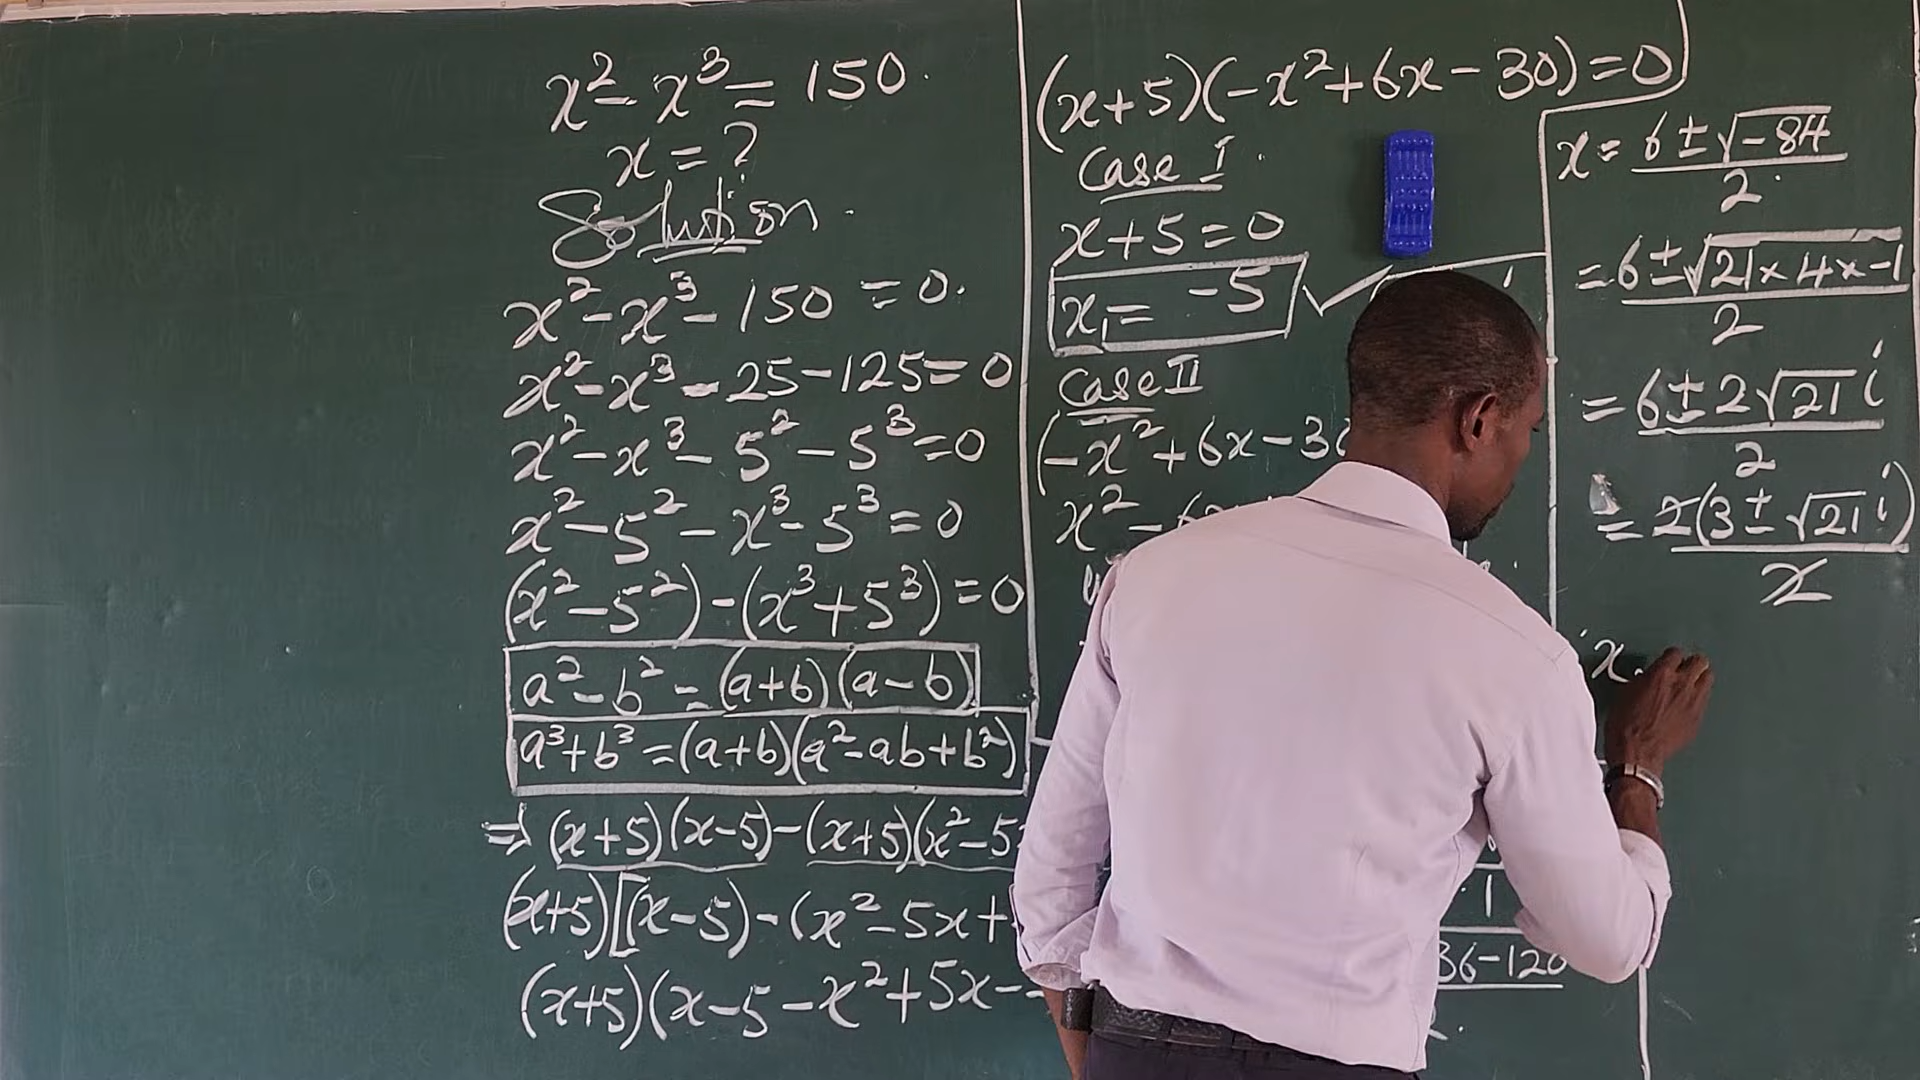 x² - x³ = 150.
x = ?
Solution.
x² - x³ - 150 = 0.
x² - x³ - 25 - 125 = 0
x² - x³ - 5² - 5³ = 0
x² - 5² - x³ - 5³ = 0
(x² - 5²) - (x³ + 5³) = 0
a² - b² = (a+b)(a-b)
a³ + b³ = (a+b)(a² - ab + b²)
⇒ (x+5)(x-5) - (x+5)(x² - 5
(x+5)[(x-5) - (x² - 5x +
(x+5)(x - 5 - x² + 5x -
(x+5)(-x² + 6x - 30) = 0
Case I.
x + 5 = 0
x₁ = -5 ✓
Case II
(-x² + 6x - 30
x² - 6x
1
36 - 120
x = 6 ± √-84 / 2.
= 6 ± √21 × 4 × -1 / 2
= 6 ± 2√21 i / 2
= 2(3 ± √21 i) / 2
x